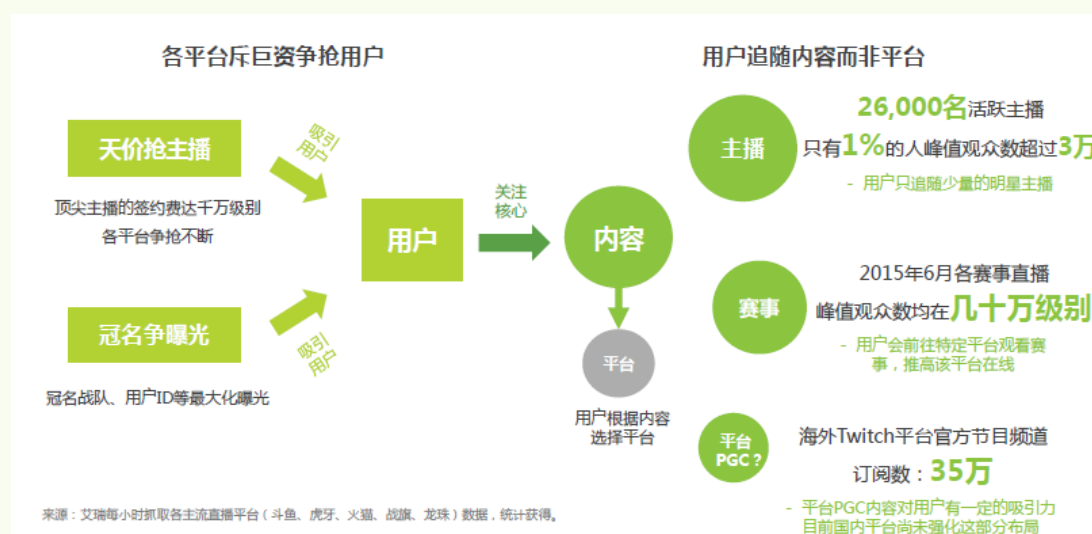 各平台斥巨资争抢用户
天价抢主播
吸引
用户
顶尖主播的签约费达千万级别
各平台争抢不断
冠名争曝光
吸引
用户
冠名战队、用户ID等最大化曝光
用户
关注
核心
内容
平台
用户根据内容
选择平台
用户追随内容而非平台
主播
26,000名活跃主播
只有1%的人峰值观众数超过3万
- 用户只追随少量的明星主播
赛事
2015年6月各赛事直播
峰值观众数均在几十万级别
- 用户会前往特定平台观看赛
事，推高该平台在线
平台
PGC？
海外Twitch平台官方节目频道
订阅数：35万
- 平台PGC内容对用户有一定的吸引力
目前国内平台尚未强化这部分布局
来源：艾瑞每小时抓取各主流直播平台（斗鱼、虎牙、火猫、战旗、龙珠）数据，统计获得。